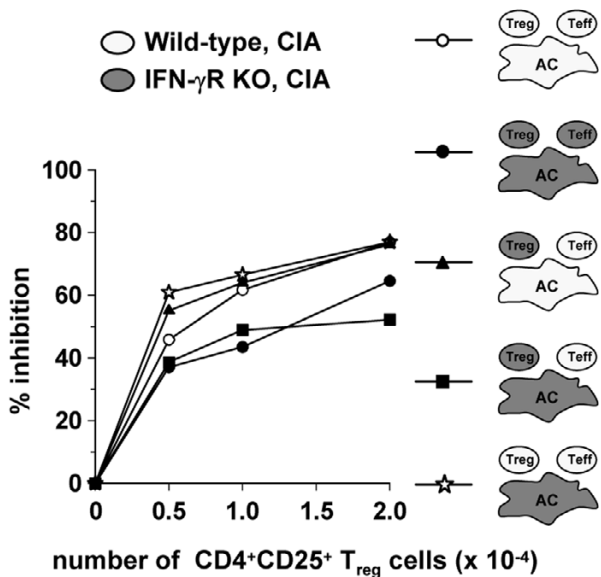 Wild-type, CIA
IFN-γR KO, CIA
Treg Teff
AC
Treg Teff
AC
Treg Teff
AC
Treg Teff
AC
Treg Teff
AC
% inhibition
100
80
60
40
20
0
0 0.5 1.0 1.5 2.0
number of CD4+CD25+ Treg cells (x 10-4)